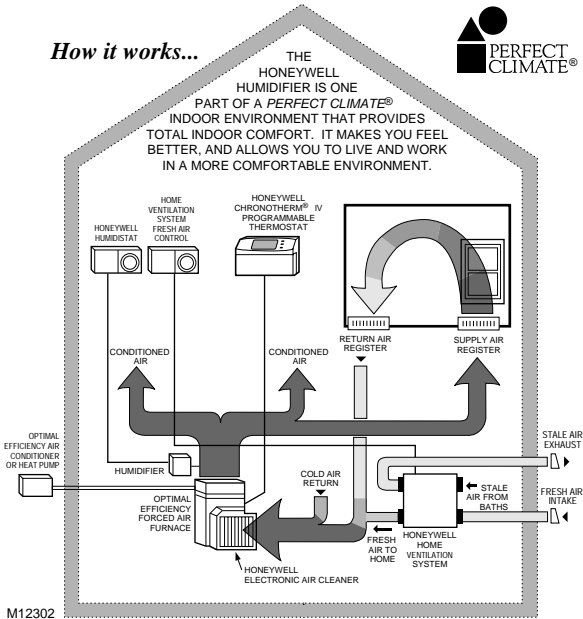 How it works...
PERFECT
CLIMATE®
THE
HONEYWELL
HUMIDIFIER IS ONE
PART OF A PERFECT CLIMATE®
INDOOR ENVIRONMENT THAT PROVIDES
TOTAL INDOOR COMFORT. IT MAKES YOU FEEL
BETTER, AND ALLOWS YOU TO LIVE AND WORK
IN A MORE COMFORTABLE ENVIRONMENT.
HONEYWELL
HUMIDISTAT
HOME
VENTILATION
SYSTEM
FRESH AIR
CONTROL
HONEYWELL
CHRONOTHERM® IV
PROGRAMMABLE
THERMOSTAT
RETURN AIR
REGISTER
SUPPLY AIR
REGISTER
CONDITIONED
AIR
CONDITIONED
AIR
OPTIMAL
EFFICIENCY AIR
CONDITIONER
OR HEAT PUMP
HUMIDIFIER
OPTIMAL
EFFICIENCY
FORCED AIR
FURNACE
COLD AIR
RETURN
STALE AIR
EXHAUST
STALE
AIR FROM
BATHS
FRESH AIR
INTAKE
FRESH
AIR TO
HOME
HONEYWELL
HOME
VENTILATION
SYSTEM
HONEYWELL
ELECTRONIC AIR CLEANER
M12302